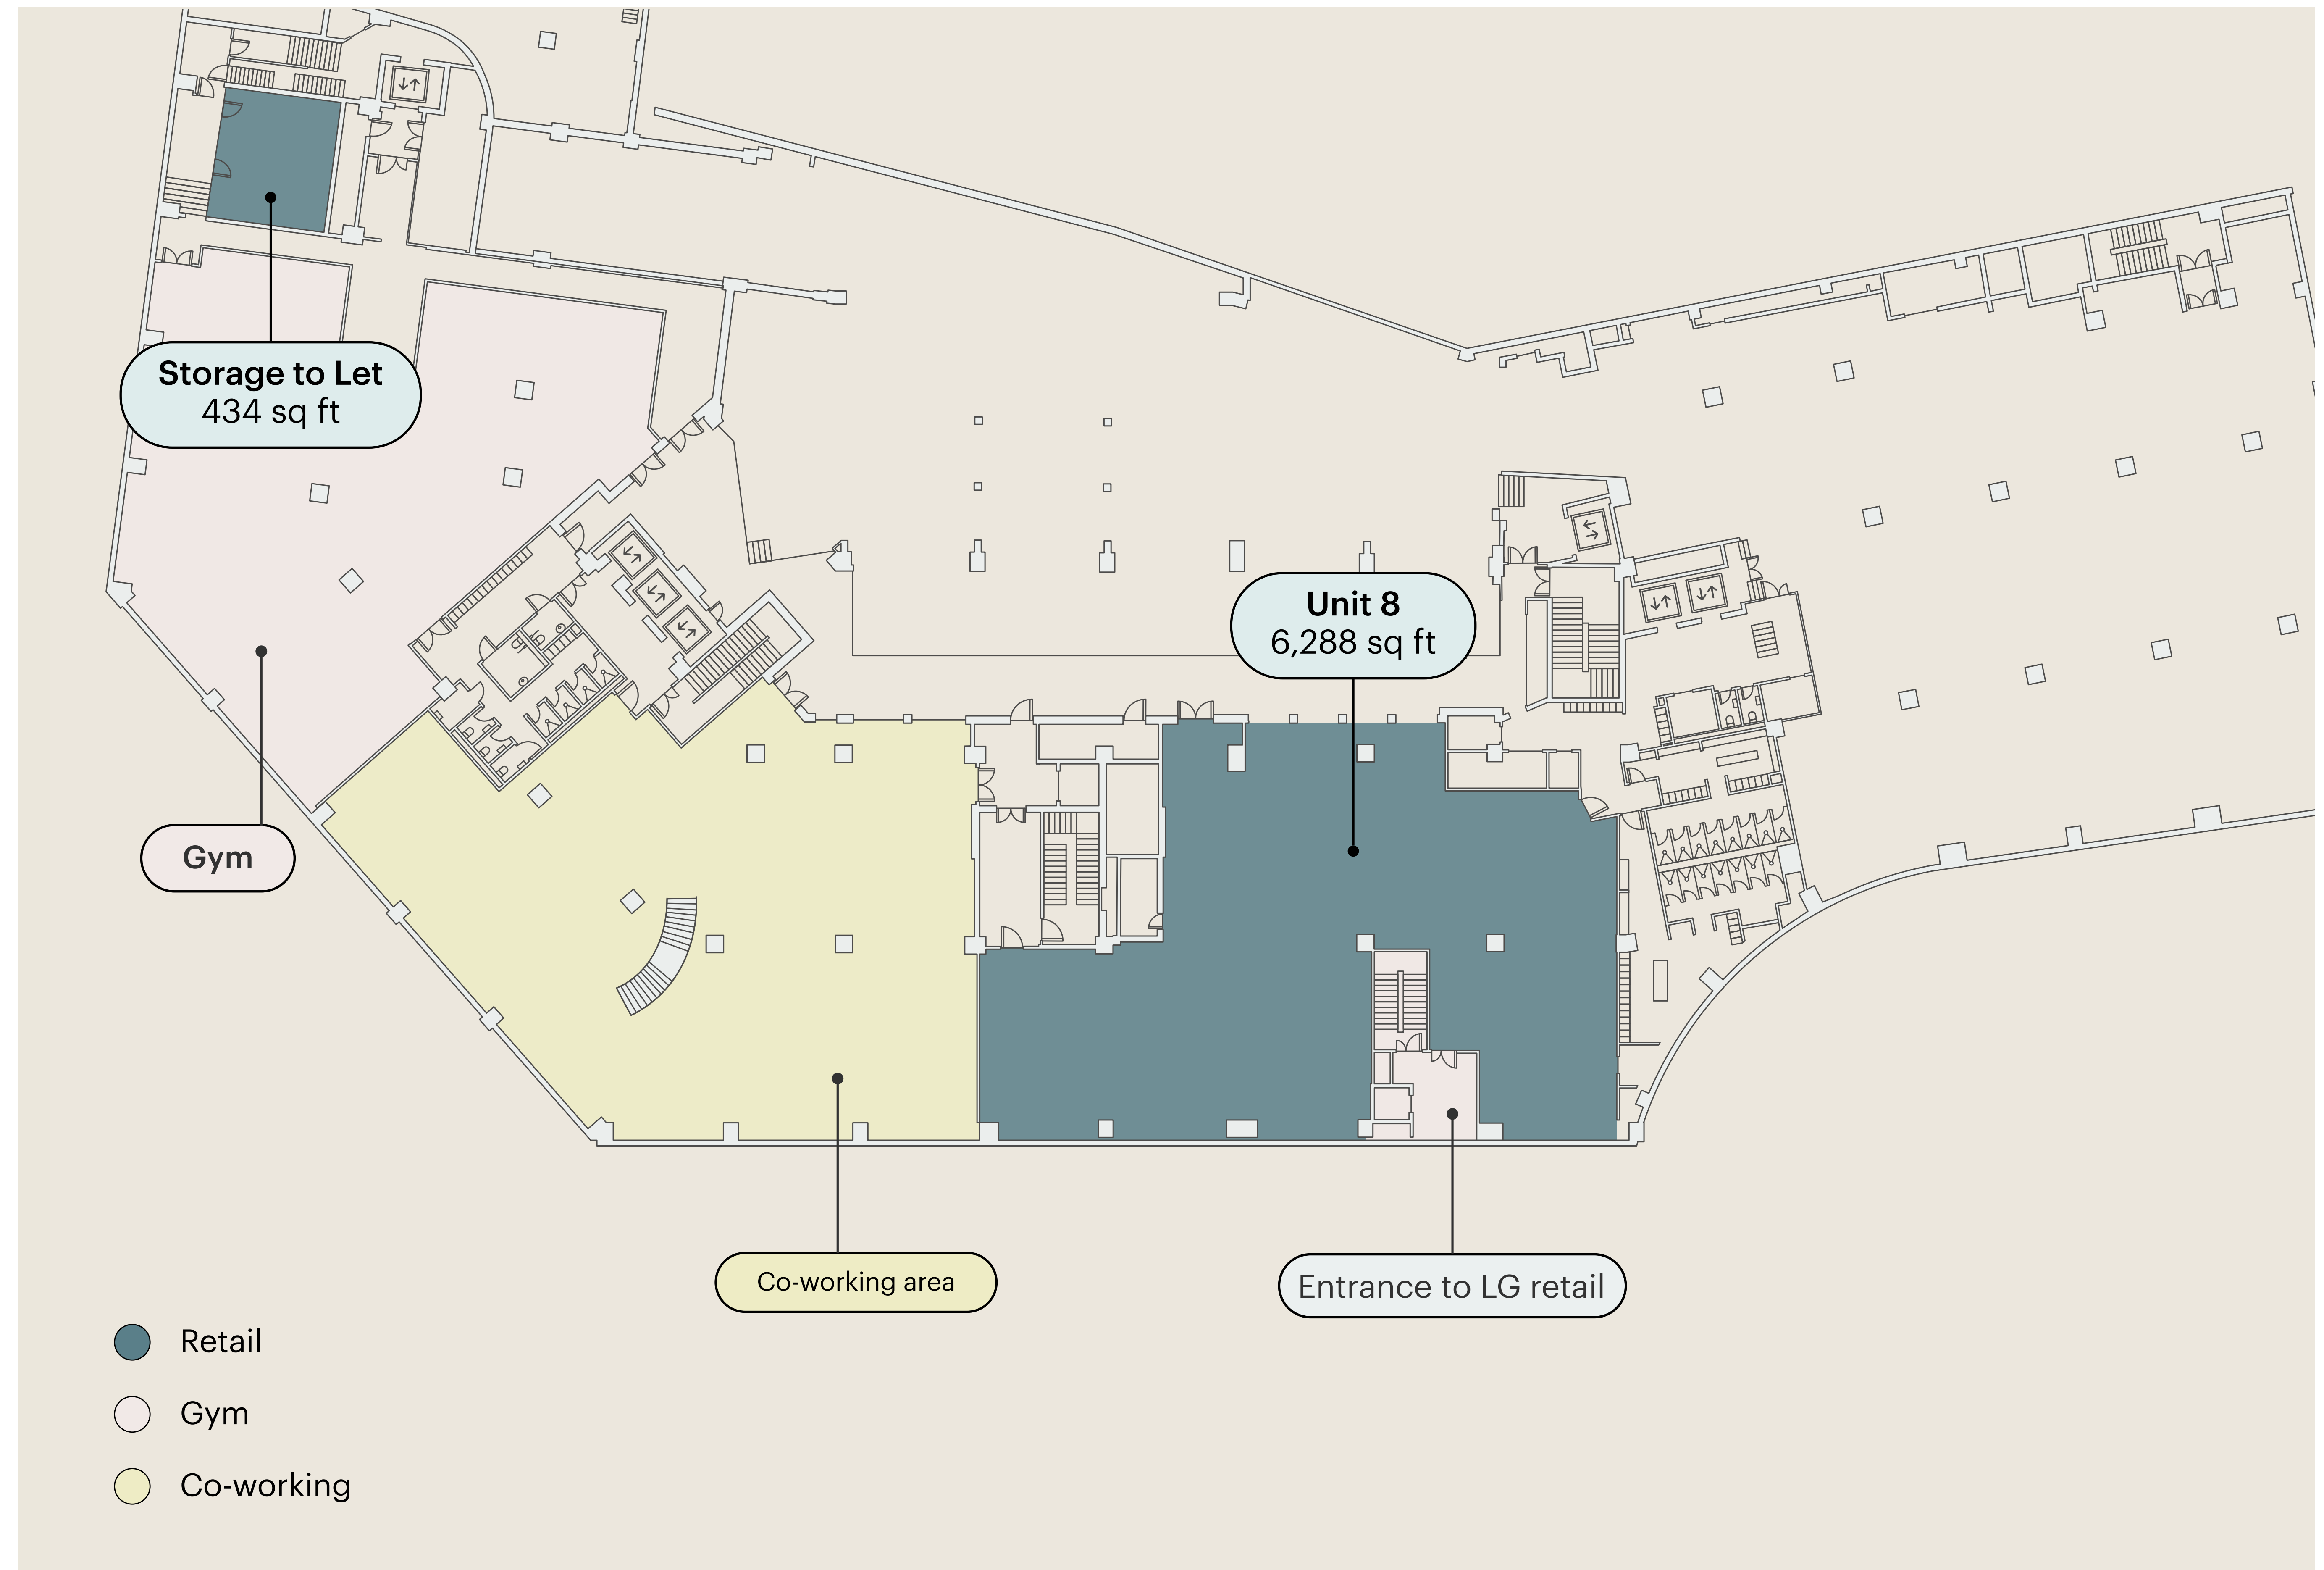 Storage to Let
434 sq ft
Unit 8
6,288 sq ft
Gym
Co-working area
Entrance to LG retail
Retail
Gym
Co-working